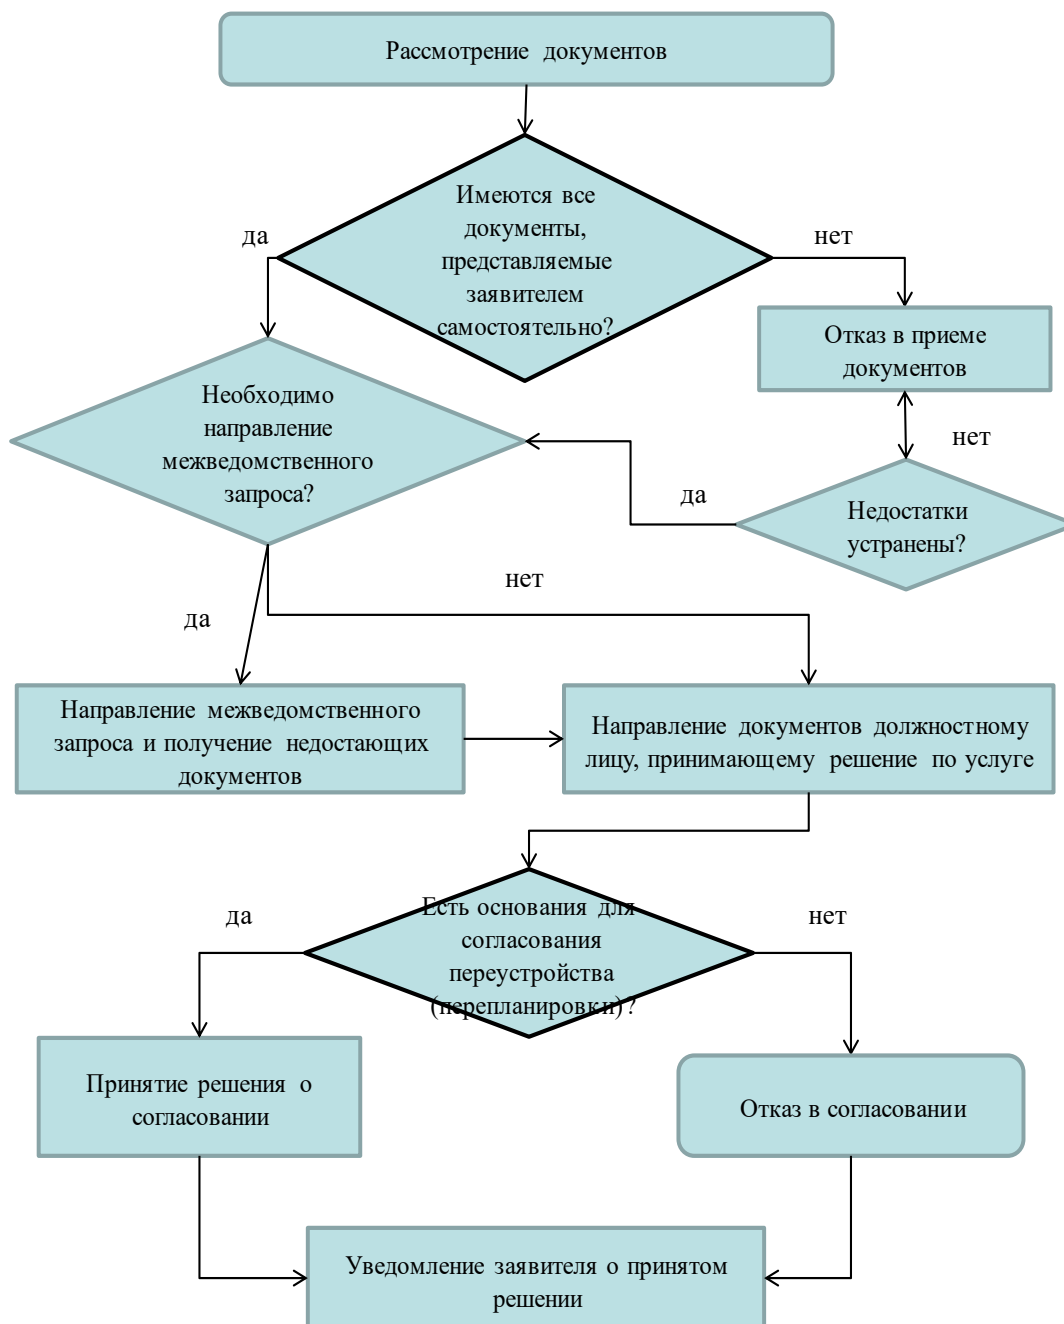 Рассмотрение документов
Имеются все
документы,
представляемые
заявителем
самостоятельно?
да
нет
Отказ в приеме
документов
Необходимо
направление
межведомственного
запроса?
нет
да
Недостатки
устранены?
нет
да
Направление межведомственного
запроса и получение недостающих
документов
Направление документов должностному
лицу, принимающему решение по услуге
Есть основания для
согласования
переустройства
(перепланировки)?
да
нет
Принятие решения о
согласовании
Отказ в согласовании
Уведомление заявителя о принятом
решении